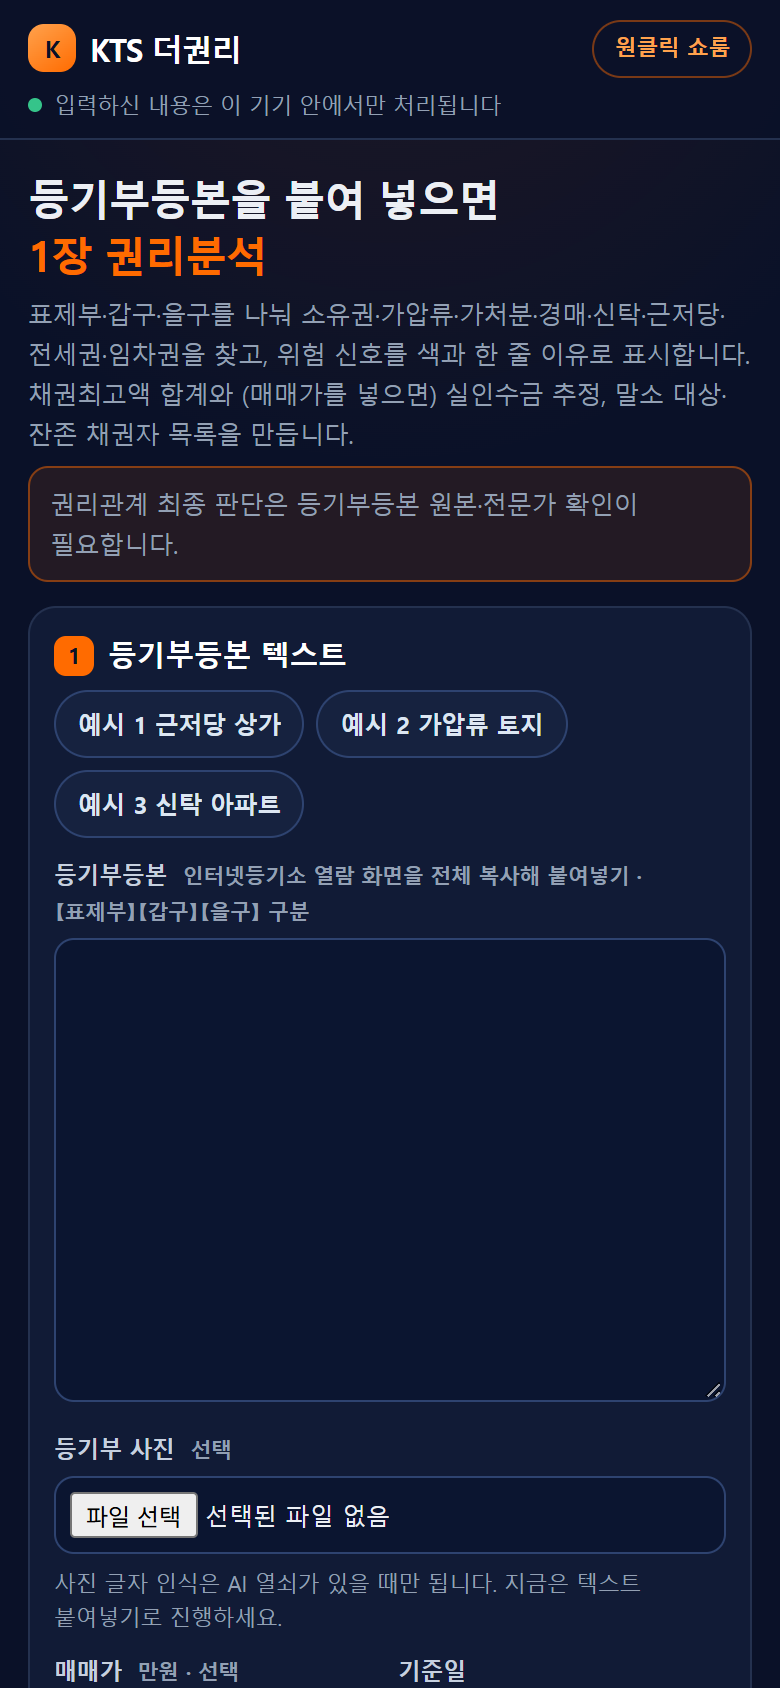 K KTS 더권리 원클릭 쇼룸
입력하신 내용은 이 기기 안에서만 처리됩니다
등기부등본을 붙여 넣으면
1장 권리분석
표제부·갑구·을구를 나눠 소유권·가압류·가처분·경매·신탁·근저당·
전세권·임차권을 찾고, 위험 신호를 색과 한 줄 이유로 표시합니다.
채권최고액 합계와 (매매가를 넣으면) 실인수금 추정, 말소 대상·
잔존 채권자 목록을 만듭니다.
권리관계 최종 판단은 등기부등본 원본·전문가 확인이
필요합니다.
1 등기부등본 텍스트
예시 1 근저당 상가 예시 2 가압류 토지
예시 3 신탁 아파트
등기부등본 인터넷등기소 열람 화면을 전체 복사해 붙여넣기 ·
【표제부】【갑구】【을구】 구분
등기부 사진 선택
파일 선택 선택된 파일 없음
사진 글자 인식은 AI 열쇠가 있을 때만 됩니다. 지금은 텍스트
붙여넣기로 진행하세요.
매매가 만원 · 선택 기준일